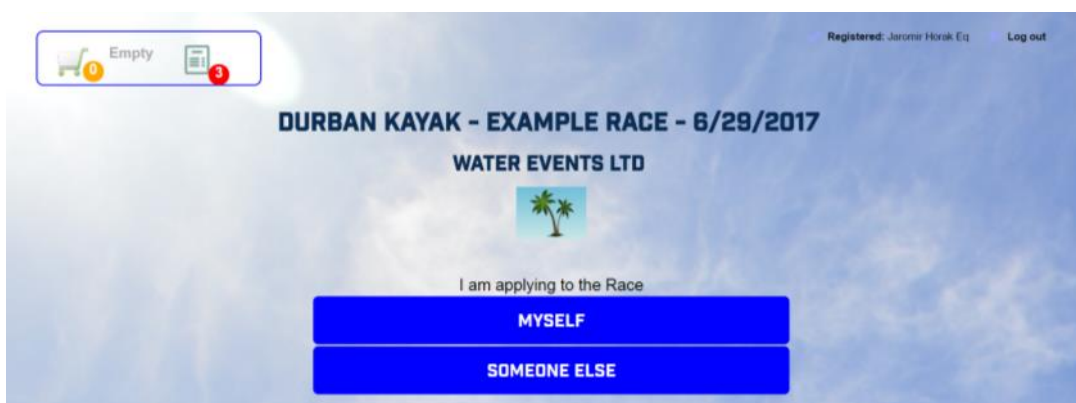 Empty
0
3
Registered: Jaromir Horak Eq Log out
DURBAN KAYAK - EXAMPLE RACE - 6/29/2017
WATER EVENTS LTD
I am applying to the Race
MYSELF
SOMEONE ELSE